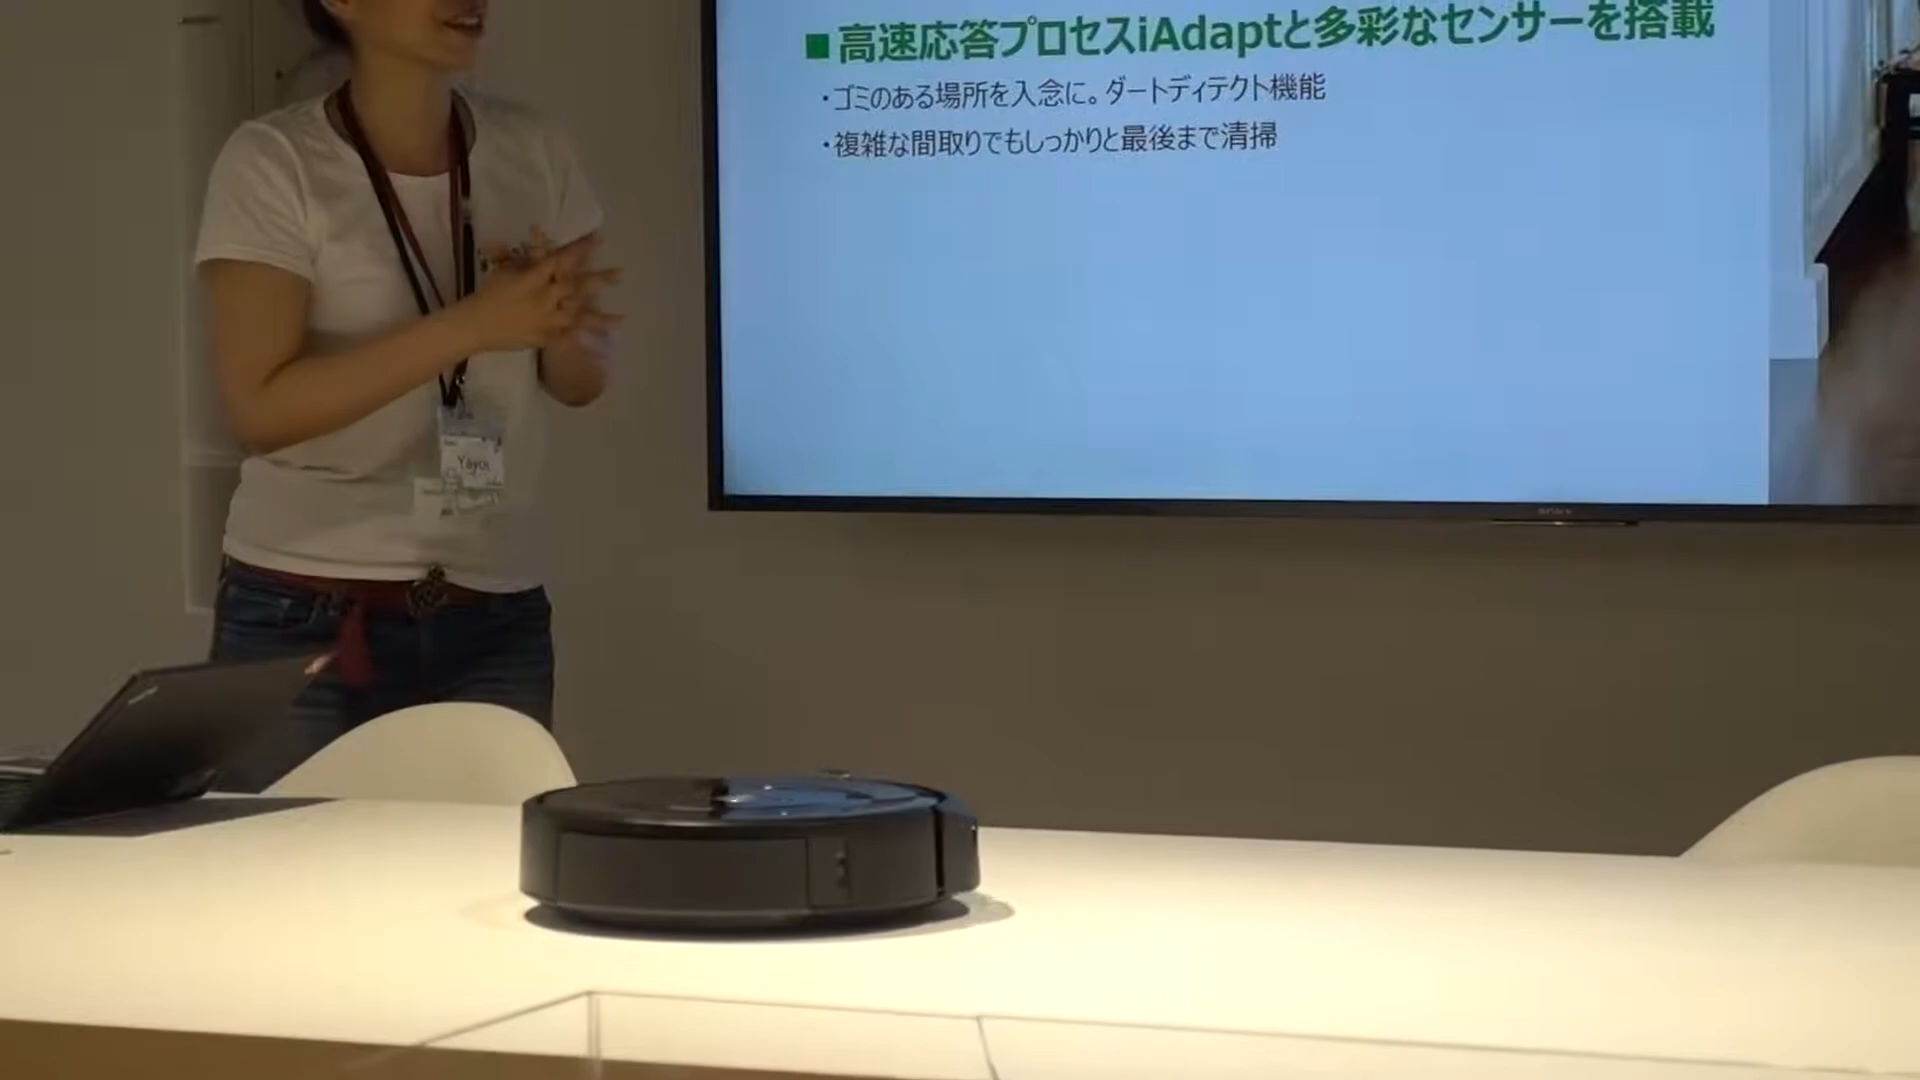 ■高速応答プロセスiAdaptと多彩なセンサーを搭載
・ゴミのある場所を入念に。ダートディテクト機能
・複雑な間取りでもしっかりと最後まで清掃
SONY
Yayoi